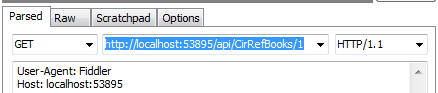 Parsed Raw Scratchpad Options
GET http://localhost:53895/api/CirRefBooks/1 HTTP/1.1
User-Agent: Fiddler
Host: localhost:53895